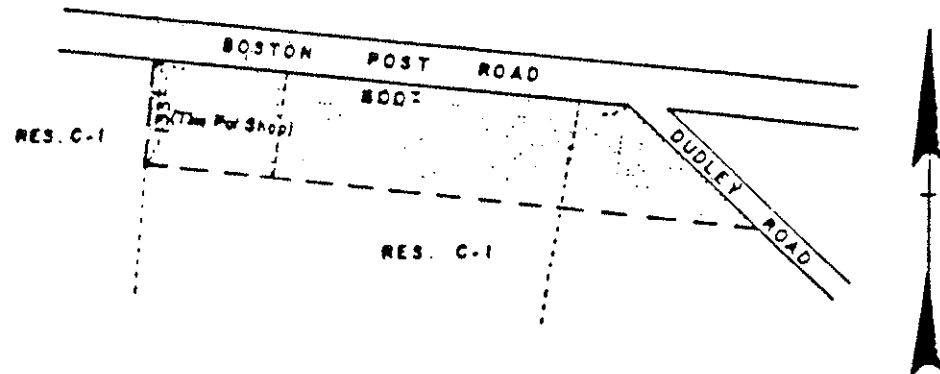 BOSTON POST ROAD
(The Pot Shop)
RES. C-1
DUDLEY ROAD
RES. C-1